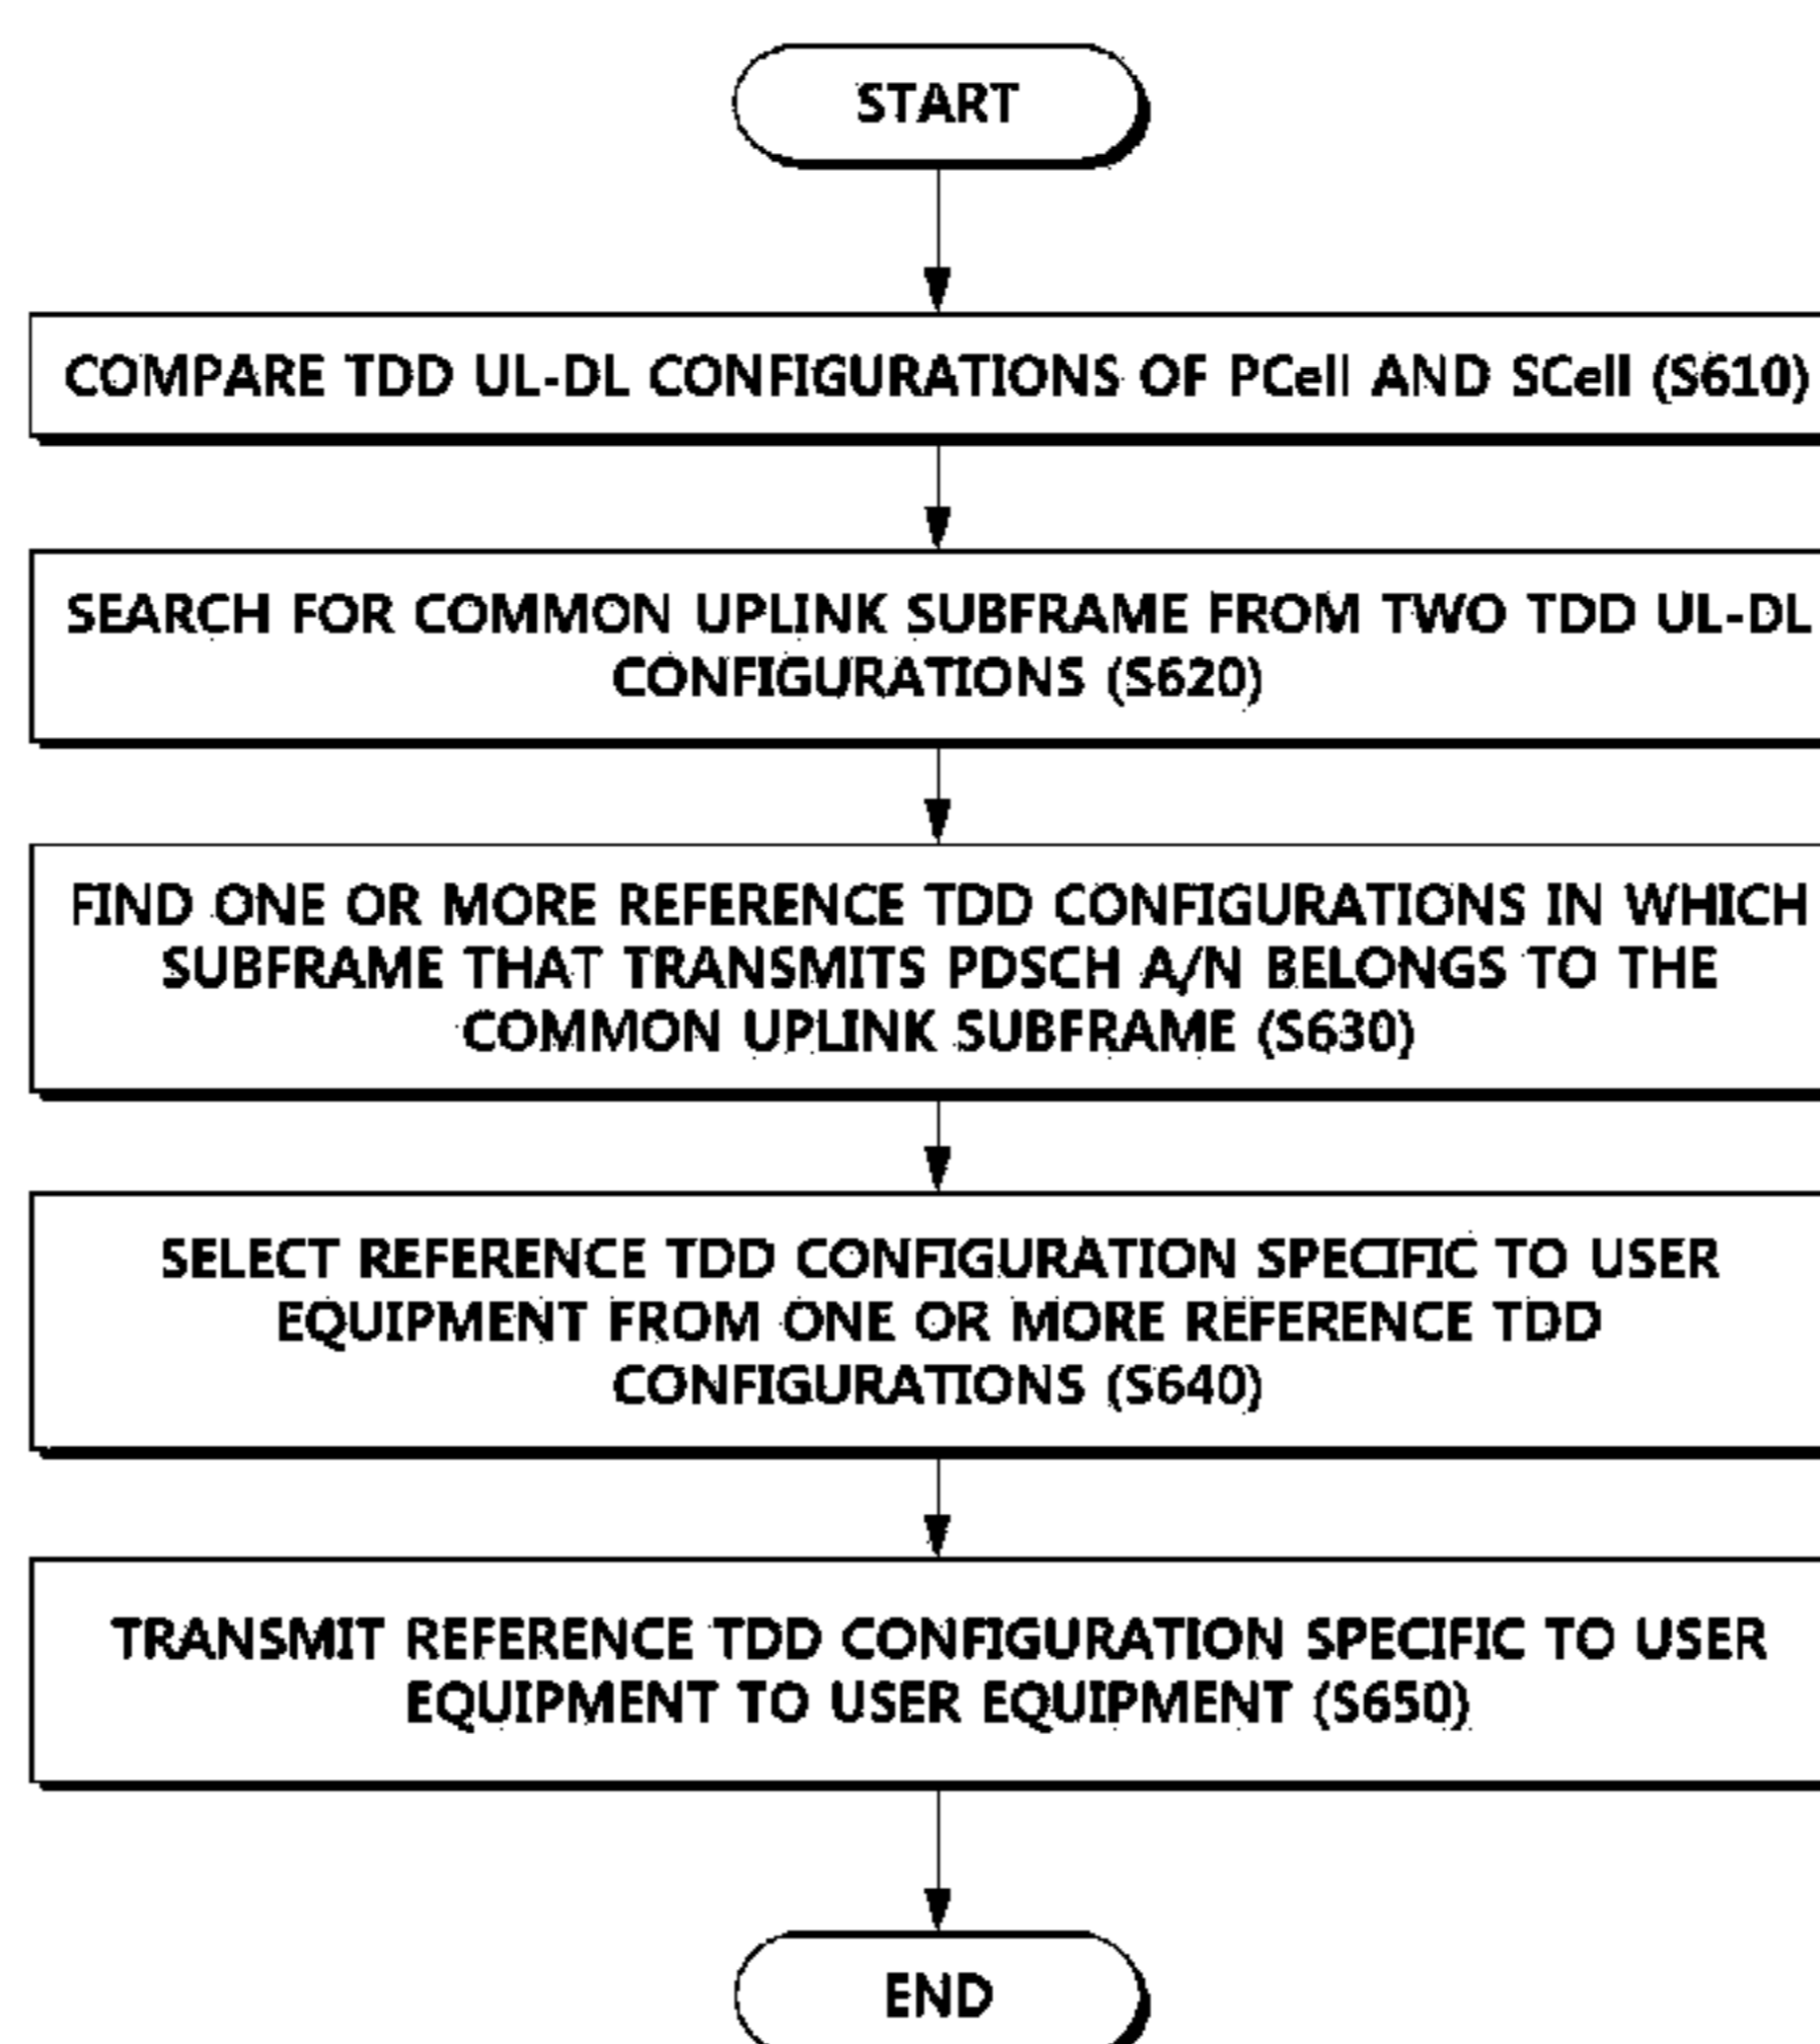 START
COMPARE TDD UL-DL CONFIGURATIONS OF PCell AND SCell (S610)
SEARCH FOR COMMON UPLINK SUBFRAME FROM TWO TDD UL-DL
CONFIGURATIONS (S620)
FIND ONE OR MORE REFERENCE TDD CONFIGURATIONS IN WHICH
SUBFRAME THAT TRANSMITS PDSCH A/N BELONGS TO THE
COMMON UPLINK SUBFRAME (S630)
SELECT REFERENCE TDD CONFIGURATION SPECIFIC TO USER
EQUIPMENT FROM ONE OR MORE REFERENCE TDD
CONFIGURATIONS (S640)
TRANSMIT REFERENCE TDD CONFIGURATION SPECIFIC TO USER
EQUIPMENT TO USER EQUIPMENT (S650)
END